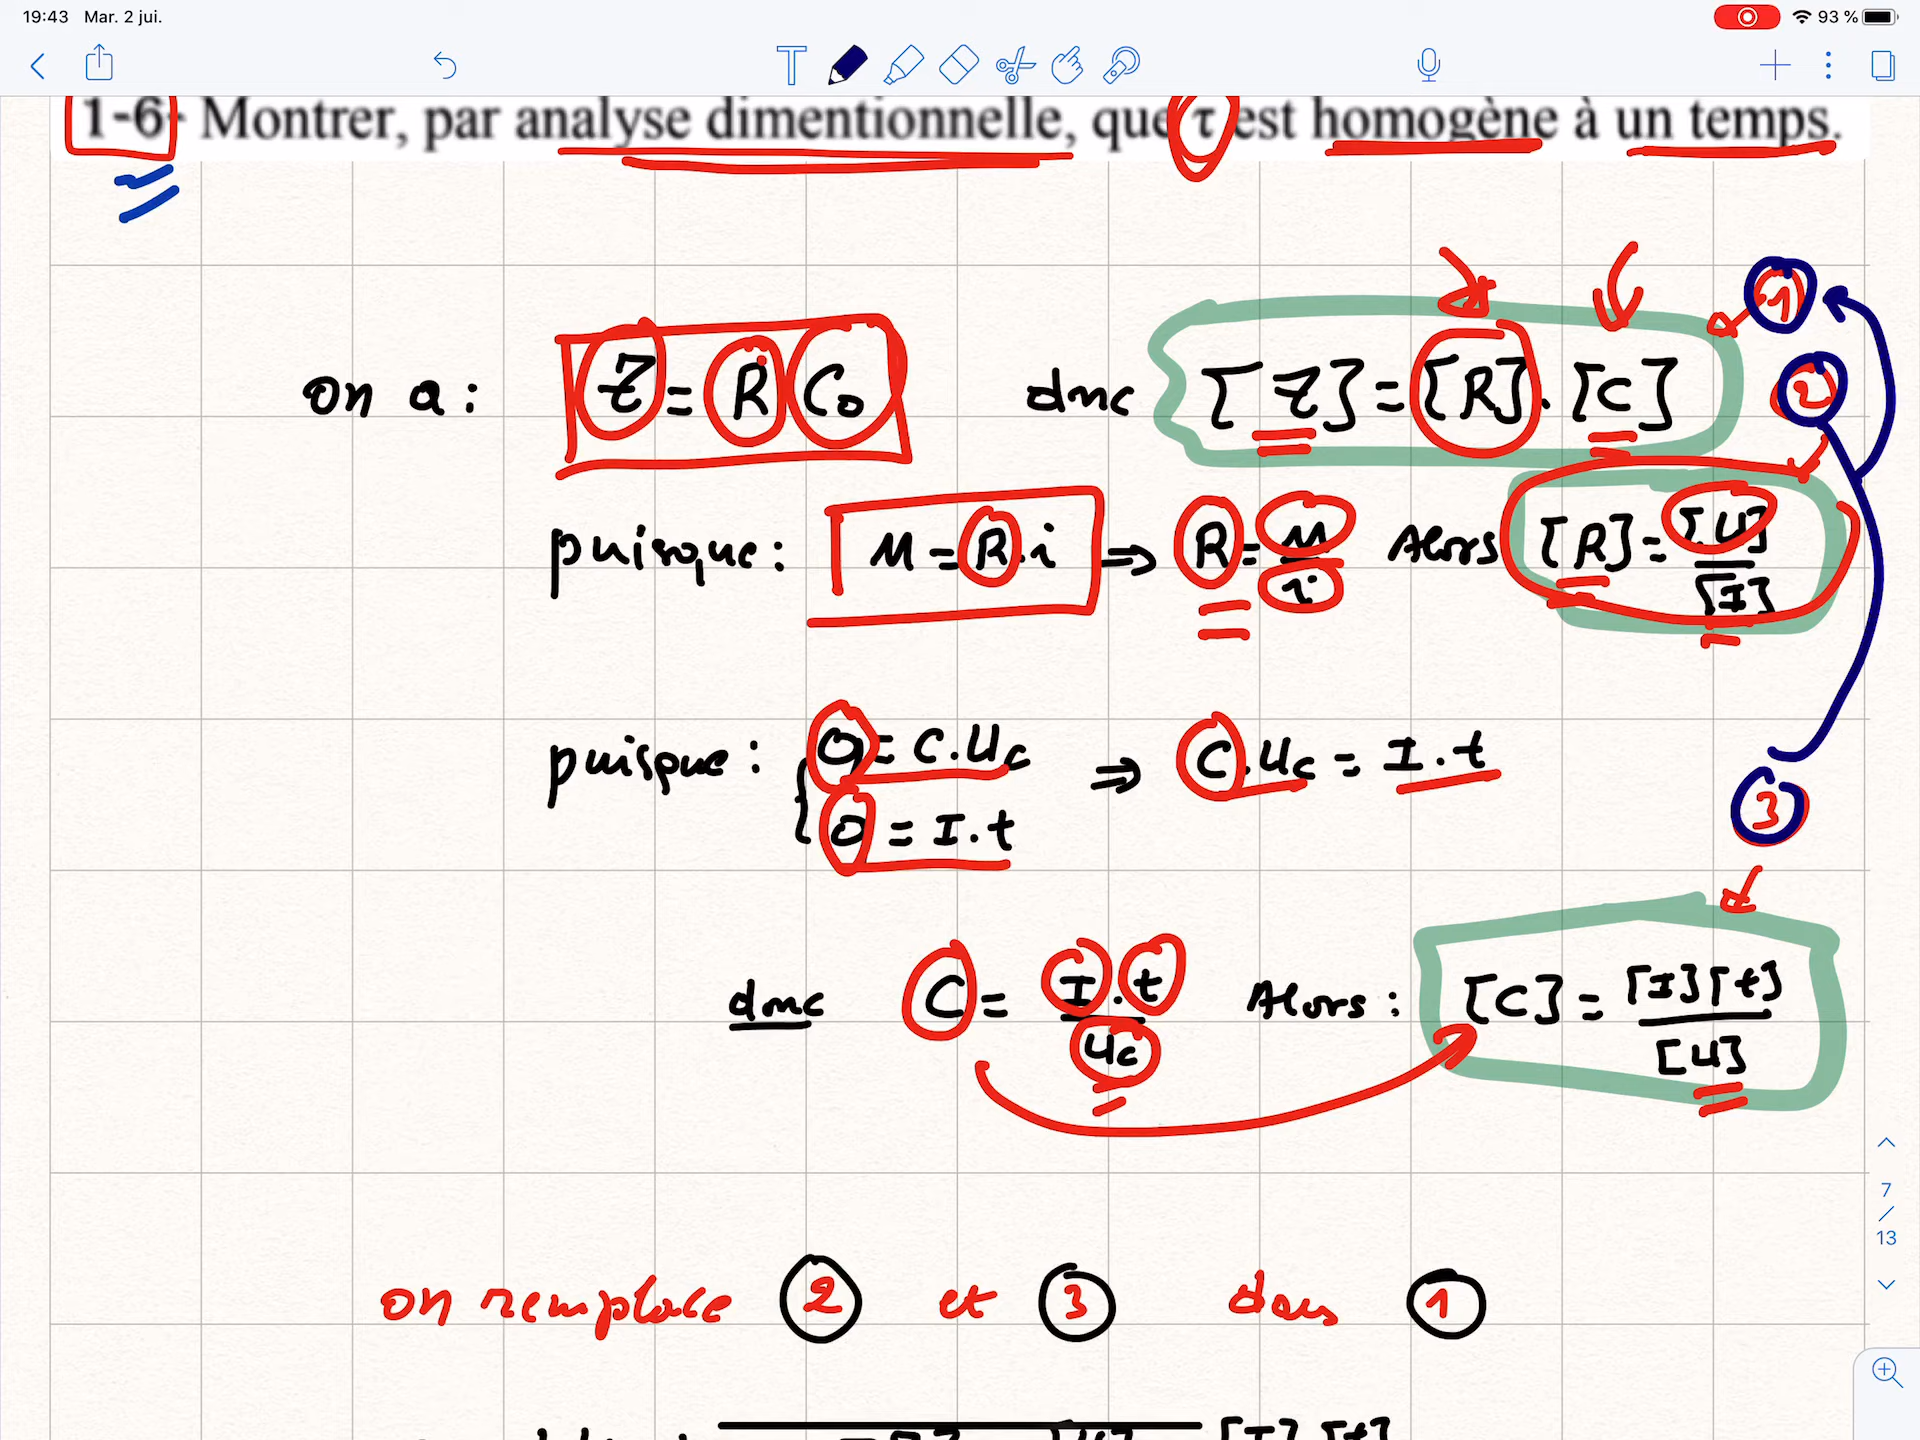 19:43 Mar. 2 jui. 93 %
1-6- Montrer, par analyse dimentionnelle, que τ est homogène à un temps.
on a : τ = R C₀ donc [τ] = [R] . [C] 1
2
puisque : u = R . i ⇒ R = u / i Alors [R] = [U] / [I]
puisque : { Q = C . Uc ⇒ C . Uc = I . t
Q = I . t 3
donc C = I . t / Uc Alors : [C] = [I] [t] / [U]
7 / 13
on remplace 2 et 3 dans 1
[I] [t]